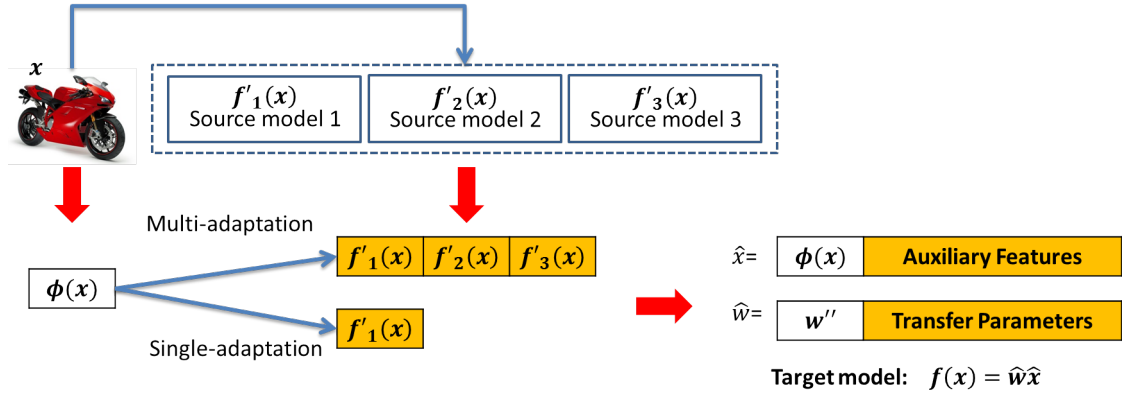 x
f′₁(x)
Source model 1
f′₂(x)
Source model 2
f′₃(x)
Source model 3
Multi-adaptation
f′₁(x) f′₂(x) f′₃(x)
ϕ(x)
f′₁(x)
Single-adaptation
x̂= ϕ(x) Auxiliary Features
ŵ= w′′ Transfer Parameters
Target model: f(x) = ŵx̂